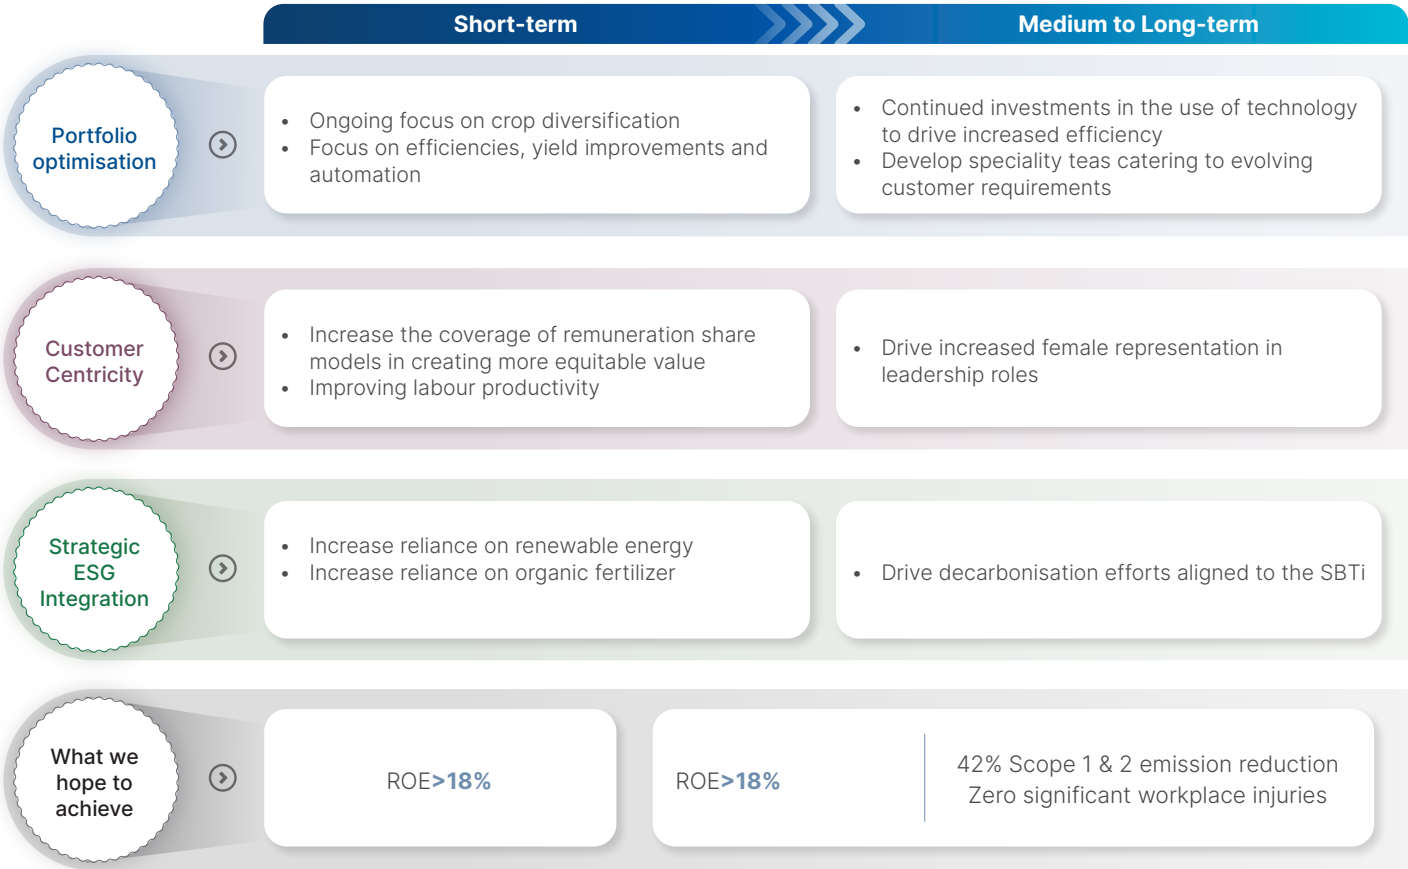 Short-term
Medium to Long-term
Portfolio
optimisation
• Ongoing focus on crop diversification
• Focus on efficiencies, yield improvements and
automation
• Continued investments in the use of technology
to drive increased efficiency
• Develop speciality teas catering to evolving
customer requirements
Customer
Centricity
• Increase the coverage of remuneration share
models in creating more equitable value
• Improving labour productivity
• Drive increased female representation in
leadership roles
Strategic
ESG
Integration
• Increase reliance on renewable energy
• Increase reliance on organic fertilizer
• Drive decarbonisation efforts aligned to the SBTi
What we
hope to
achieve
ROE>18%
ROE>18%
42% Scope 1 & 2 emission reduction
Zero significant workplace injuries